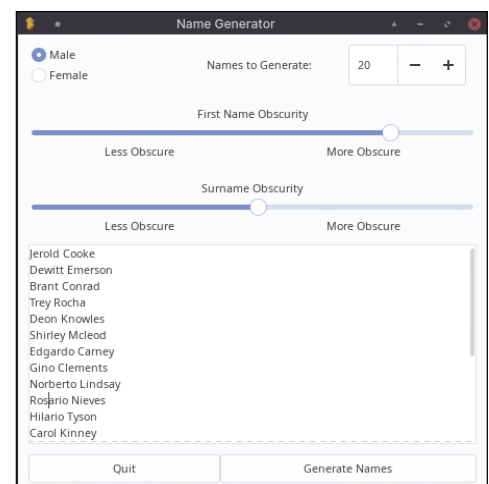 Name Generator
Male
Female
Names to Generate:
20
First Name Obscurity
Less Obscure
More Obscure
Surname Obscurity
Less Obscure
More Obscure
Jerold Cooke
Dewitt Emerson
Brant Conrad
Trey Rocha
Deon Knowles
Shirley Mcleod
Edgardo Carney
Gino Clements
Norberto Lindsay
Rosario Nieves
Hilario Tyson
Carol Kinney
Quit
Generate Names